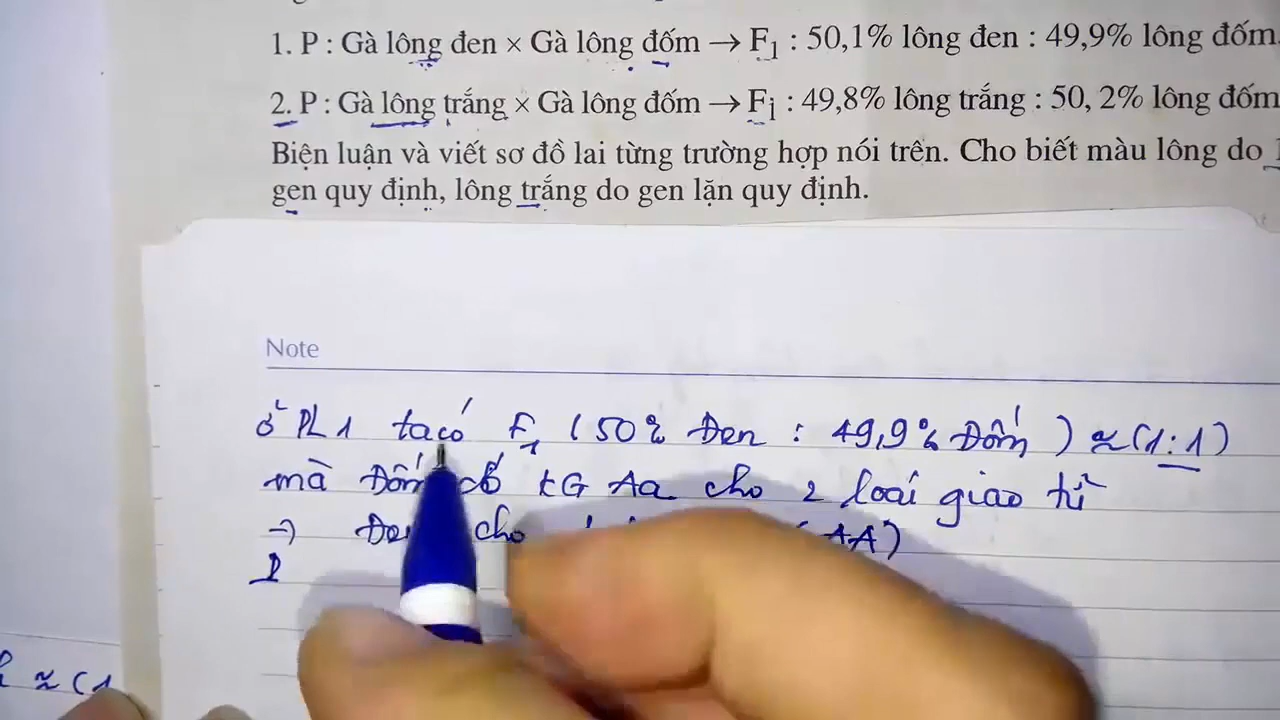 1. P : Gà lông đen × Gà lông đốm → F1 : 50,1% lông đen : 49,9% lông đốm.
2. P : Gà lông trắng × Gà lông đốm → F1 : 49,8% lông trắng : 50, 2% lông đốm
Biện luận và viết sơ đồ lai từng trường hợp nói trên. Cho biết màu lông do 1
gen quy định, lông trắng do gen lặn quy định.
Note
ở PL 1 ta có F1 (50% Đen : 49,9% Đốm) ≈ (1:1)
mà Đốm có KG Aa cho 2 loại giao tử
→ cho AA)
≈ (1